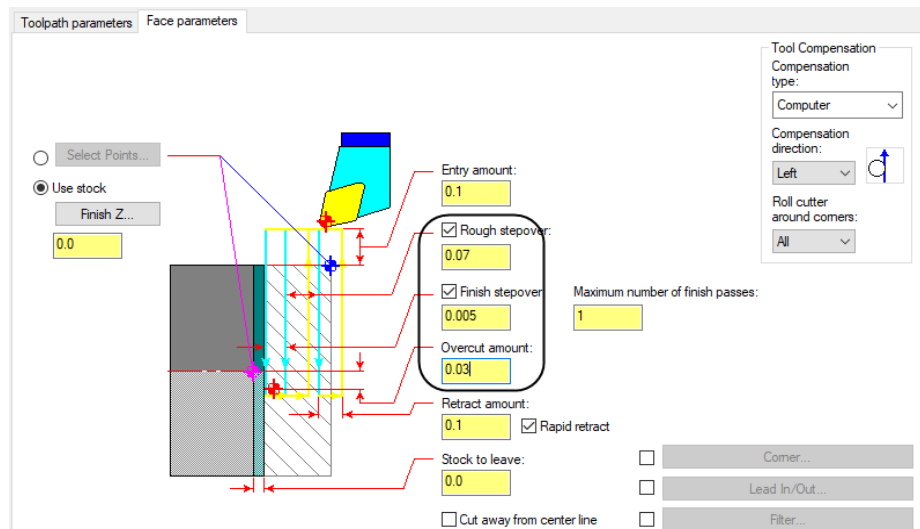 Toolpath parameters
Face parameters
Tool Compensation
Compensation
type:
Computer
Compensation
direction:
Left
Roll cutter
around corners:
All
Select Points...
Use stock
Finish Z...
0.0
Entry amount:
0.1
Rough stepover:
0.07
Finish stepover
0.005
Maximum number of finish passes:
1
Overcut amount:
0.03
Retract amount:
0.1
Rapid retract
Stock to leave:
0.0
Cut away from center line
Corner...
Lead In/Out...
Filter...